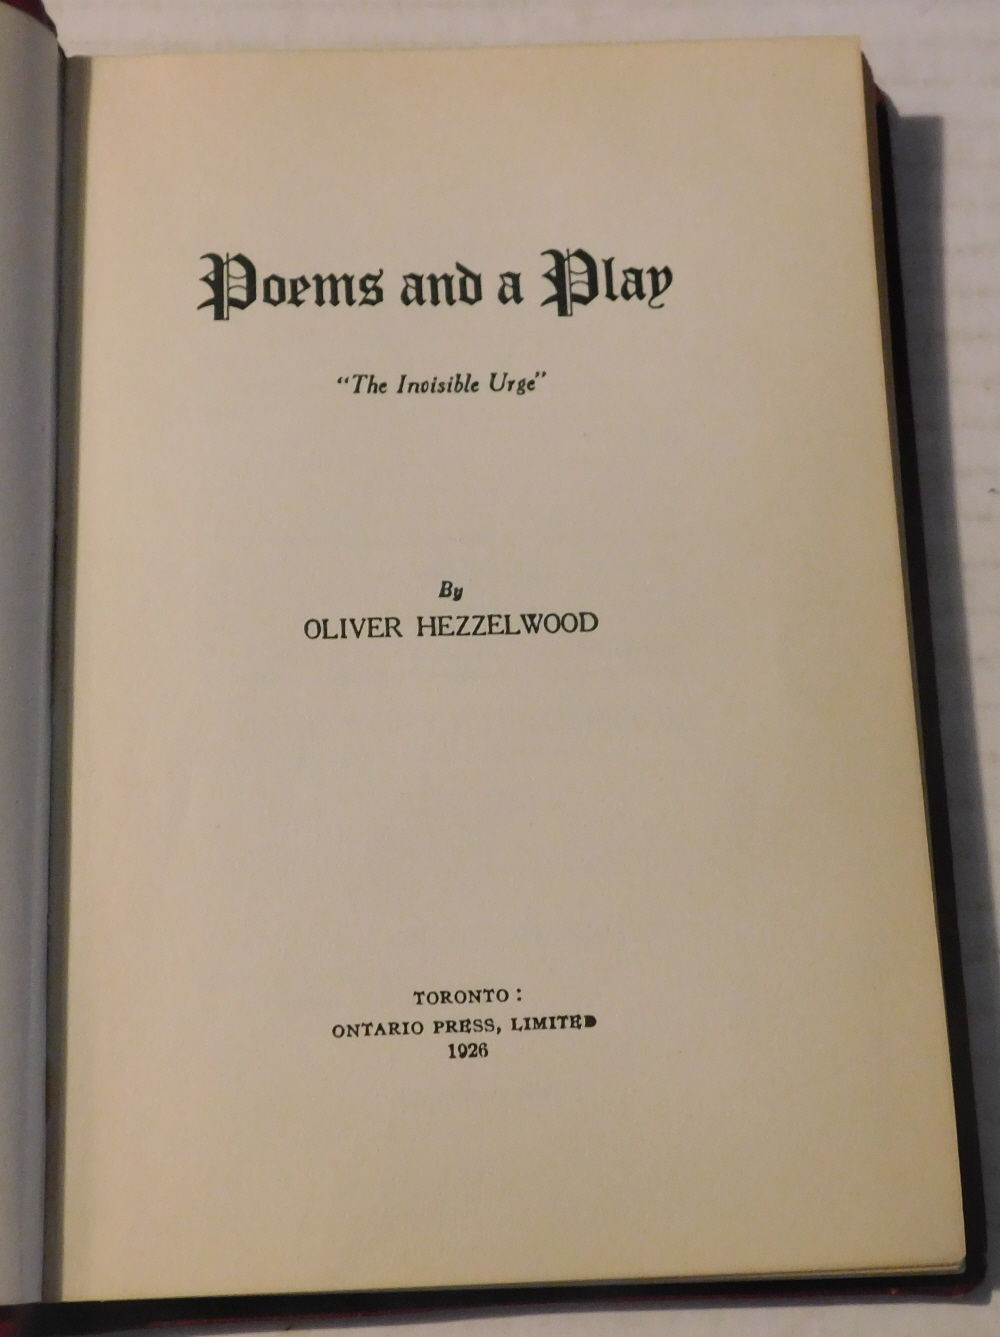 Poems and a Play
“The Invisible Urge”
By
OLIVER HEZZELWOOD
TORONTO:
ONTARIO PRESS, LIMITED
1926